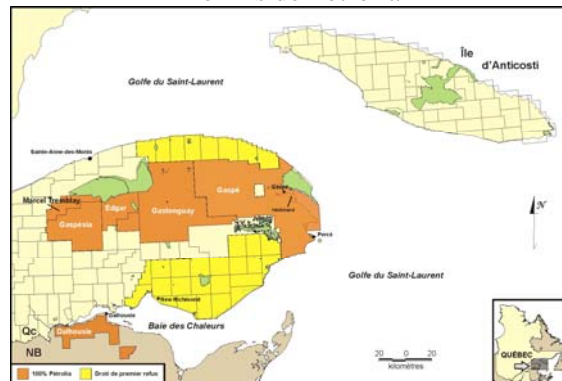 Île
d'Anticosti
Golfe du Saint-Laurent
Sainte-Anne-des-Monts
Gaspé
Marcel Tremblay
Edgar
Gaspésia
Gastonguay
Percé
N
Golfe du Saint-Laurent
New Richmond
Dalhousie
Baie des Chaleurs
Qc
Dalhousie
NB
20 0 20
kilomètres
QUÉBEC
100% Pétrolia
Droit de premier refus